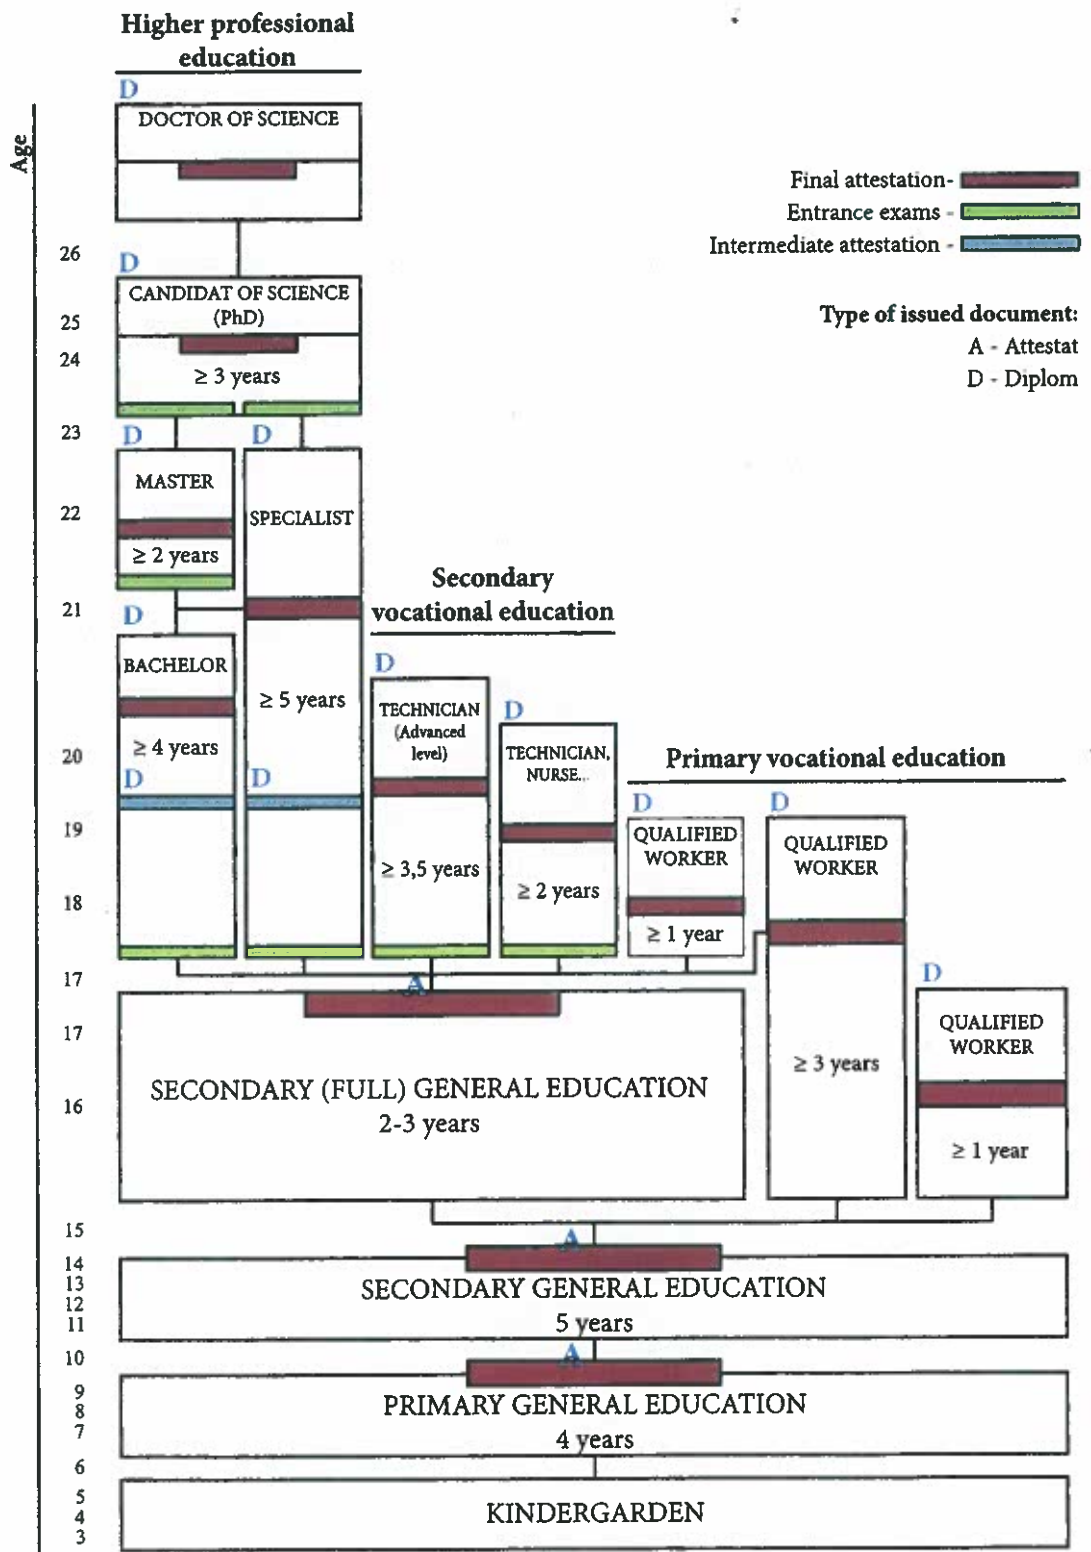 Higher professional
education
D
DOCTOR OF SCIENCE
Age
Final attestation-
Entrance exams -
Intermediate attestation -
26
D
CANDIDAT OF SCIENCE
(PhD)
25
24
≥ 3 years
Type of issued document:
A - Attestat
D - Diplom
23
D
D
MASTER
22
SPECIALIST
≥ 2 years
Secondary
vocational education
21
D
BACHELOR
≥ 5 years
D
TECHNICIAN
(Advanced
level)
D
≥ 4 years
20
TECHNICIAN,
NURSE...
Primary vocational education
D
D
D
D
19
QUALIFIED
WORKER
QUALIFIED
WORKER
≥ 3,5 years
≥ 2 years
18
≥ 1 year
17
A
D
17
QUALIFIED
WORKER
≥ 3 years
SECONDARY (FULL) GENERAL EDUCATION
2-3 years
16
≥ 1 year
15
A
14
13
12
11
SECONDARY GENERAL EDUCATION
5 years
10
A
9
8
7
PRIMARY GENERAL EDUCATION
4 years
6
5
4
3
KINDERGARDEN